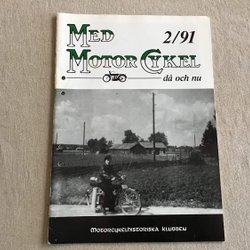 MED 2/91
MOTOR CYKEL
då och nu
MOTORCYKELHISTORISKA KLUBBEN